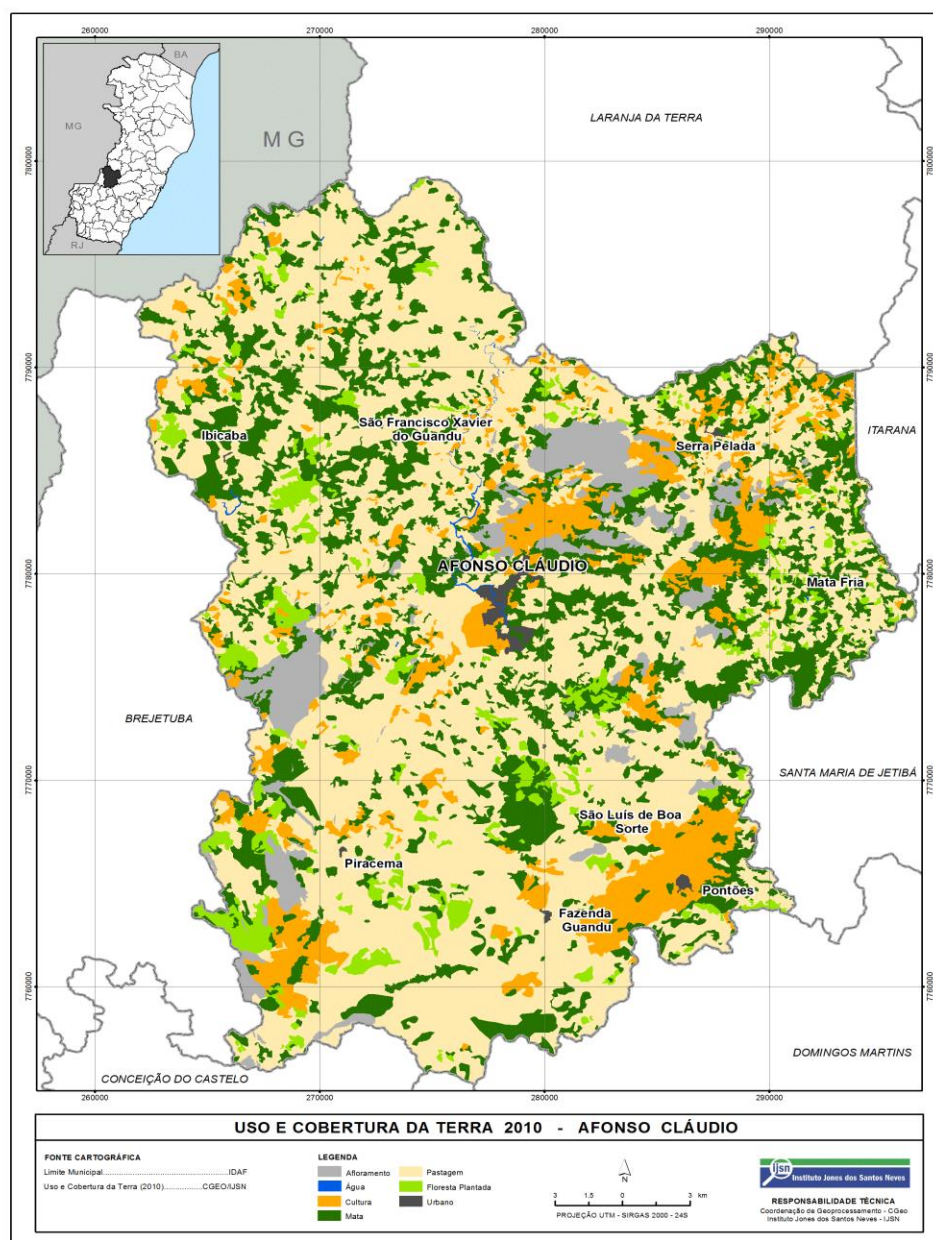 260000 270000 280000 290000
BA
MG
RJ
MG
LARANJA DA TERRA
7800000 7800000
7790000 7790000
ITARANA
São Francisco Xavier
do Guandu
Ibicaba
Serra Pelada
7780000 7780000
AFONSO CLÁUDIO
Mata Fria
BREJETUBA
7770000 7770000
SANTA MARIA DE JETIBÁ
São Luís de Boa
Sorte
Piracema
Pontões
Fazenda
Guandu
7760000 7760000
DOMINGOS MARTINS
CONCEIÇÃO DO CASTELO
260000 270000 280000 290000
USO E COBERTURA DA TERRA 2010 - AFONSO CLÁUDIO
FONTE CARTOGRÁFICA
Limite Municipal.................................................IDAF
Uso e Cobertura da Terra (2010)................CGEO/IJSN
LEGENDA
Afloramento
Água
Cultura
Mata
Pastagem
Floresta Plantada
Urbano
N
3 1,5 0 3 km
PROJEÇÃO UTM - SIRGAS 2000 - 24S
ijsn
Instituto Jones dos Santos Neves
RESPONSABILIDADE TÉCNICA
Coordenação de Geoprocessamento - CGeo
Instituto Jones dos Santos Neves - IJSN